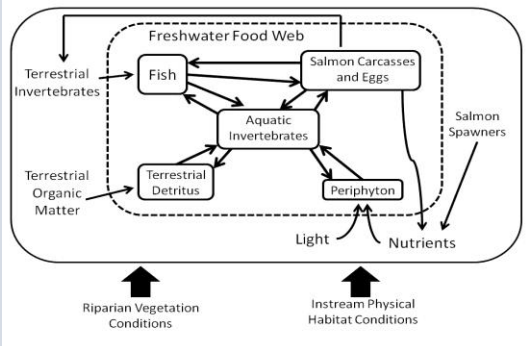 Freshwater Food Web
Salmon Carcasses
and Eggs
Fish
Terrestrial
Invertebrates
Aquatic
Invertebrates
Salmon
Spawners
Terrestrial
Organic
Matter
Terrestrial
Detritus
Periphyton
Light
Nutrients
Riparian Vegetation
Conditions
Instream Physical
Habitat Conditions